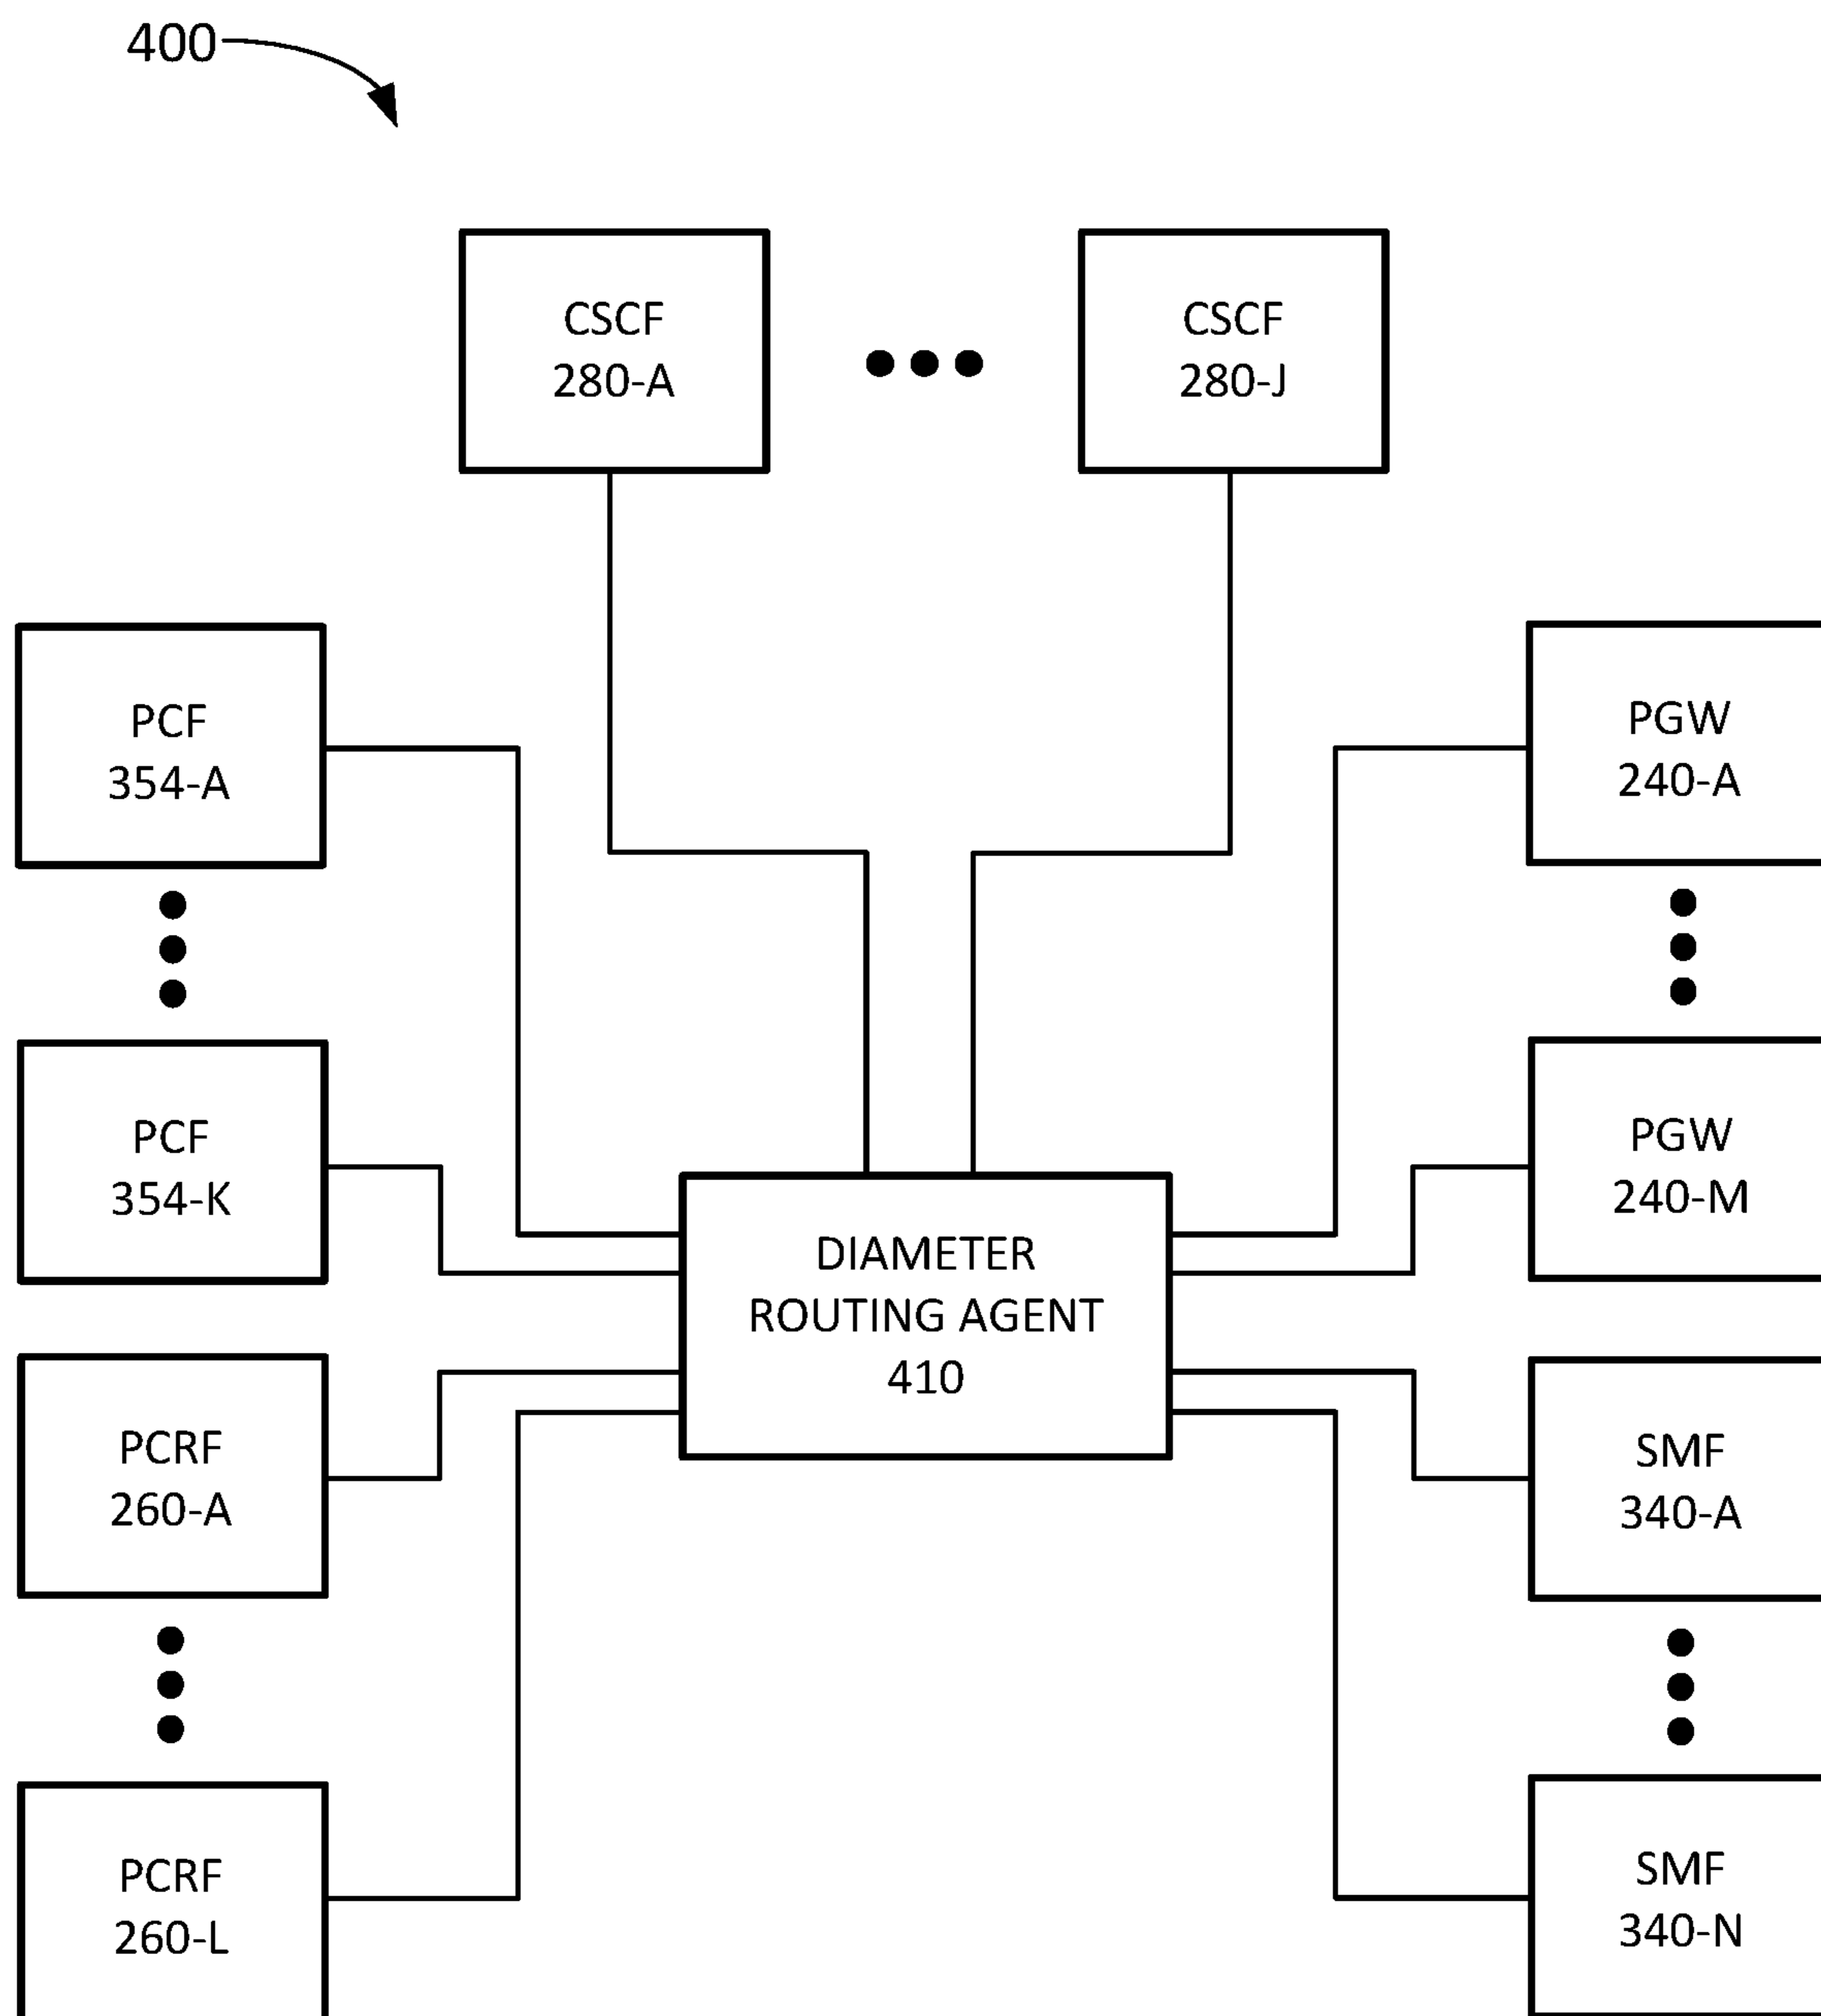 400
CSCF
280-A
CSCF
280-J
PCF
354-A
PGW
240-A
PCF
354-K
PGW
240-M
DIAMETER
ROUTING AGENT
410
PCRF
260-A
SMF
340-A
PCRF
260-L
SMF
340-N